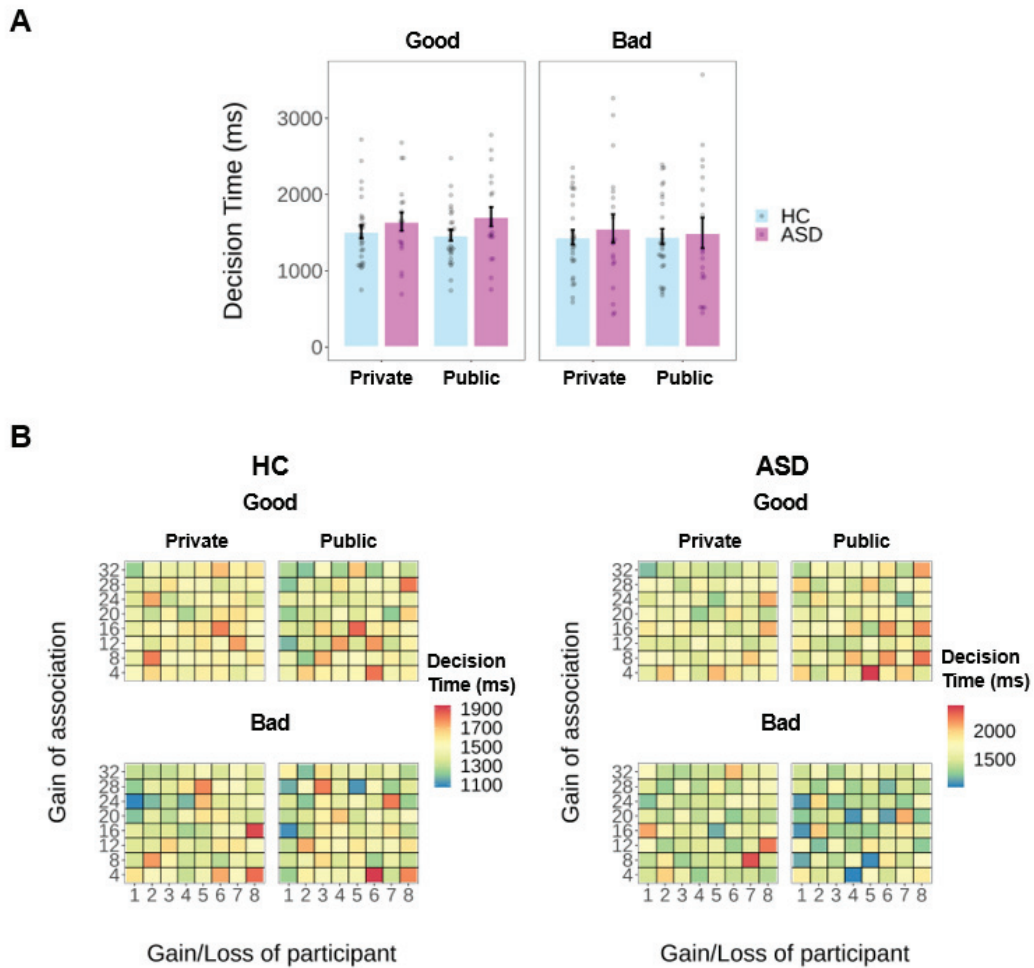 A
Good Bad
Decision Time (ms)
3000
2000
1000
0
HC
ASD
Private Public Private Public
B
HC
Good
Private Public
Gain of association
32
28
24
20
16
12
8
4
Decision
Time (ms)
1900
1700
1500
1300
1100
Bad
32
28
24
20
16
12
8
4
1 2 3 4 5 6 7 8 1 2 3 4 5 6 7 8
Gain/Loss of participant
ASD
Good
Private Public
Gain of association
32
28
24
20
16
12
8
4
Decision
Time (ms)
2000
1500
Bad
32
28
24
20
16
12
8
4
1 2 3 4 5 6 7 8 1 2 3 4 5 6 7 8
Gain/Loss of participant